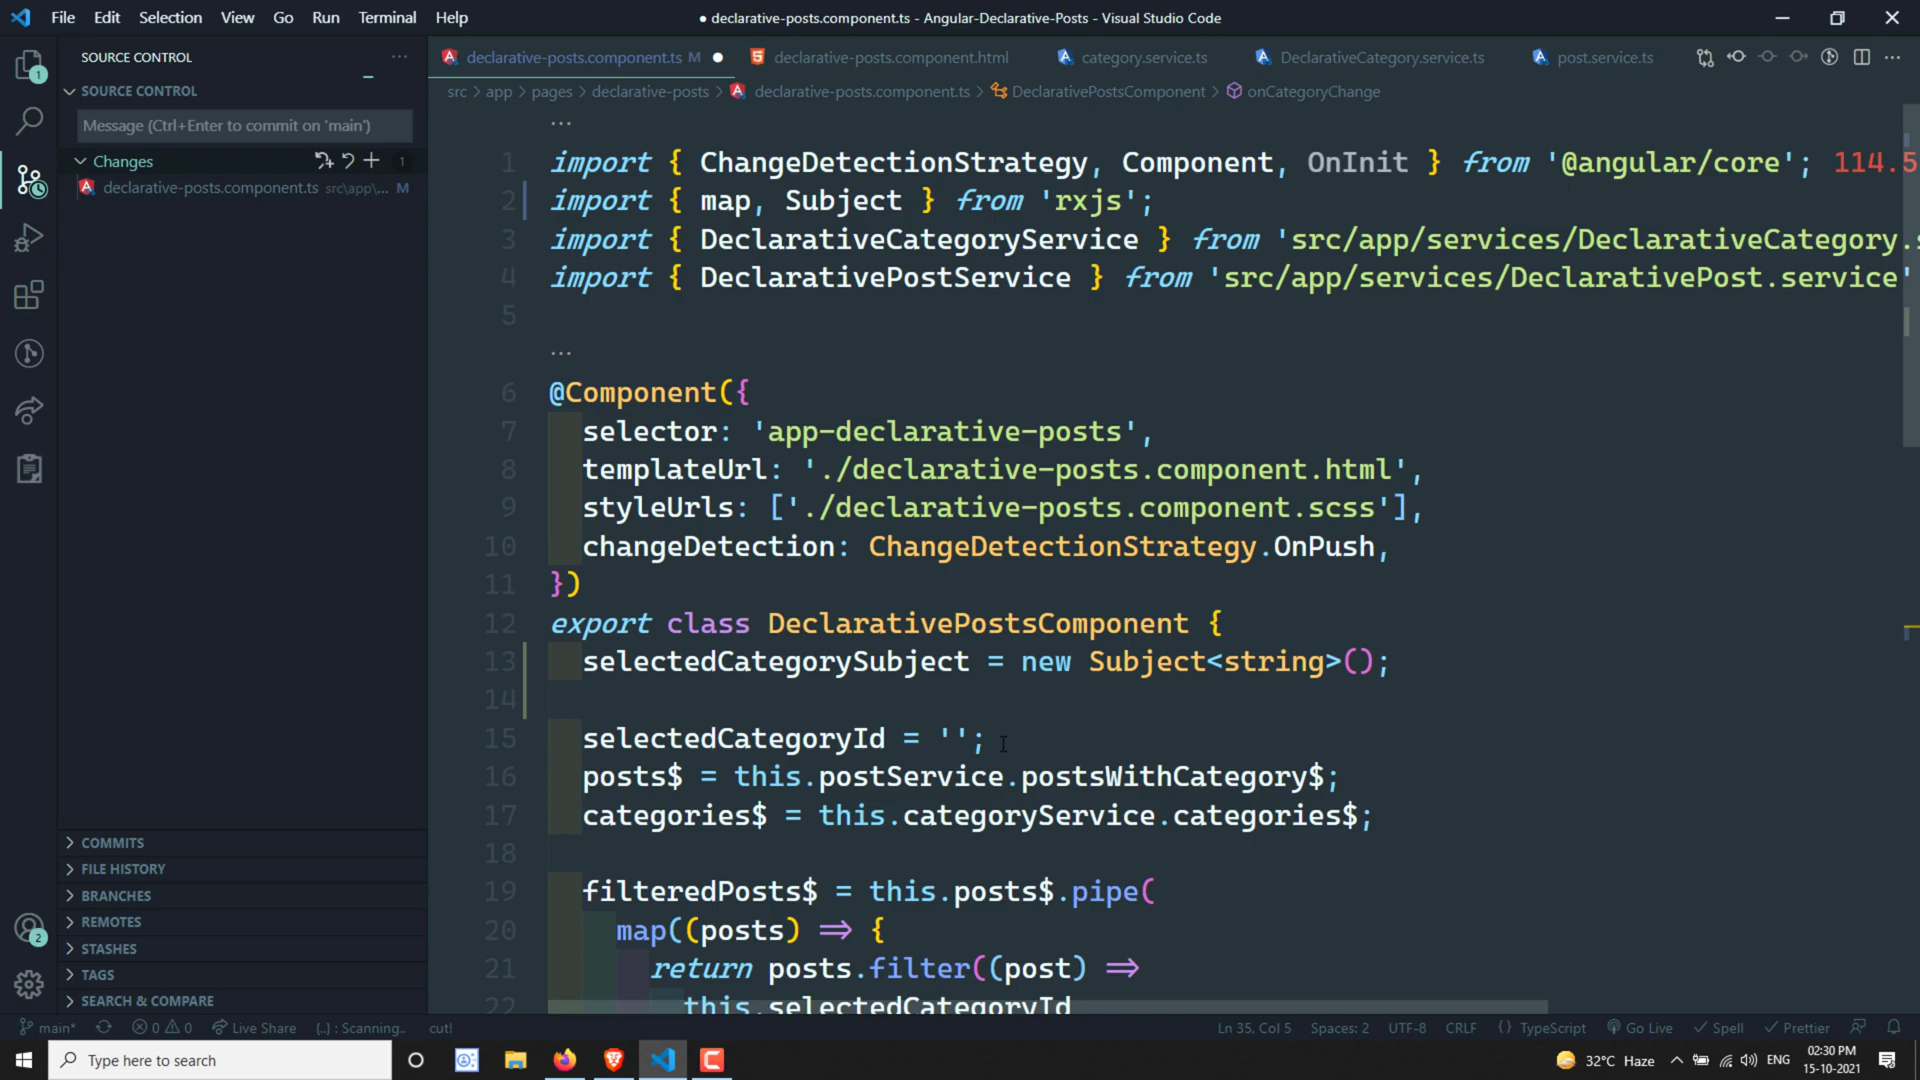 File Edit Selection View Go Run Terminal Help
● declarative-posts.component.ts - Angular-Declarative-Posts - Visual Studio Code
SOURCE CONTROL ...
declarative-posts.component.ts M
declarative-posts.component.html
category.service.ts
DeclarativeCategory.service.ts
post.service.ts
SOURCE CONTROL
src > app > pages > declarative-posts > declarative-posts.component.ts > DeclarativePostsComponent > onCategoryChange
Message (Ctrl+Enter to commit on 'main')
Changes 1
declarative-posts.component.ts src\app\... M
1
...
1 import { ChangeDetectionStrategy, Component, OnInit } from '@angular/core'; 114.5
2 import { map, Subject } from 'rxjs';
3 import { DeclarativeCategoryService } from 'src/app/services/DeclarativeCategory.s
4 import { DeclarativePostService } from 'src/app/services/DeclarativePost.service'
5
...
6 @Component({
7 selector: 'app-declarative-posts',
8 templateUrl: './declarative-posts.component.html',
9 styleUrls: ['./declarative-posts.component.scss'],
10 changeDetection: ChangeDetectionStrategy.OnPush,
11 })
12 export class DeclarativePostsComponent {
13 selectedCategorySubject = new Subject<string>();
14
15 selectedCategoryId = '';
16 posts$ = this.postService.postsWithCategory$;
17 categories$ = this.categoryService.categories$;
18
19 filteredPosts$ = this.posts$.pipe(
20 map((posts) => {
21 return posts.filter((post) =>
22 this.selectedCategoryId
COMMITS
FILE HISTORY
BRANCHES
REMOTES
STASHES
TAGS
SEARCH & COMPARE
2
main* 0 0 Live Share {..} : Scanning.. cut!
Ln 35, Col 5 Spaces: 2 UTF-8 CRLF {} TypeScript Go Live Spell Prettier
Type here to search
32°C Haze ENG
02:30 PM
15-10-2021